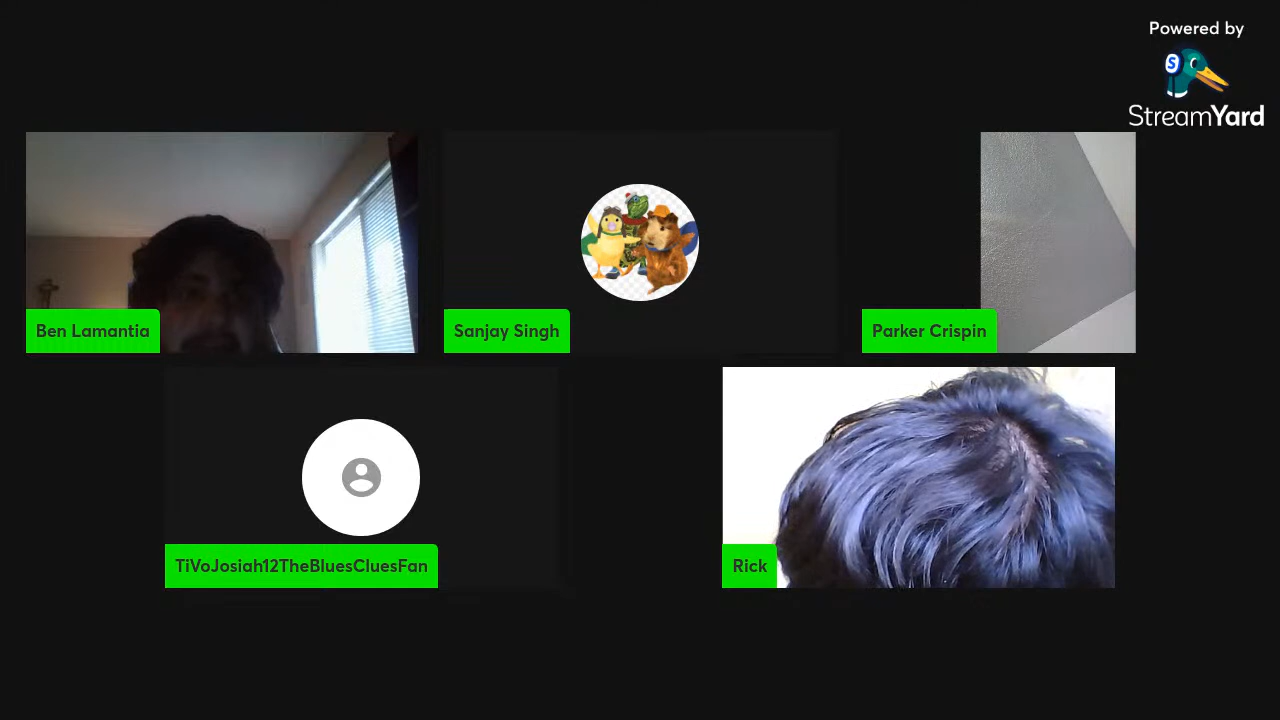 Powered by
S
StreamYard
Ben Lamantia
Sanjay Singh
Parker Crispin
TiVoJosiah12TheBluesCluesFan
Rick